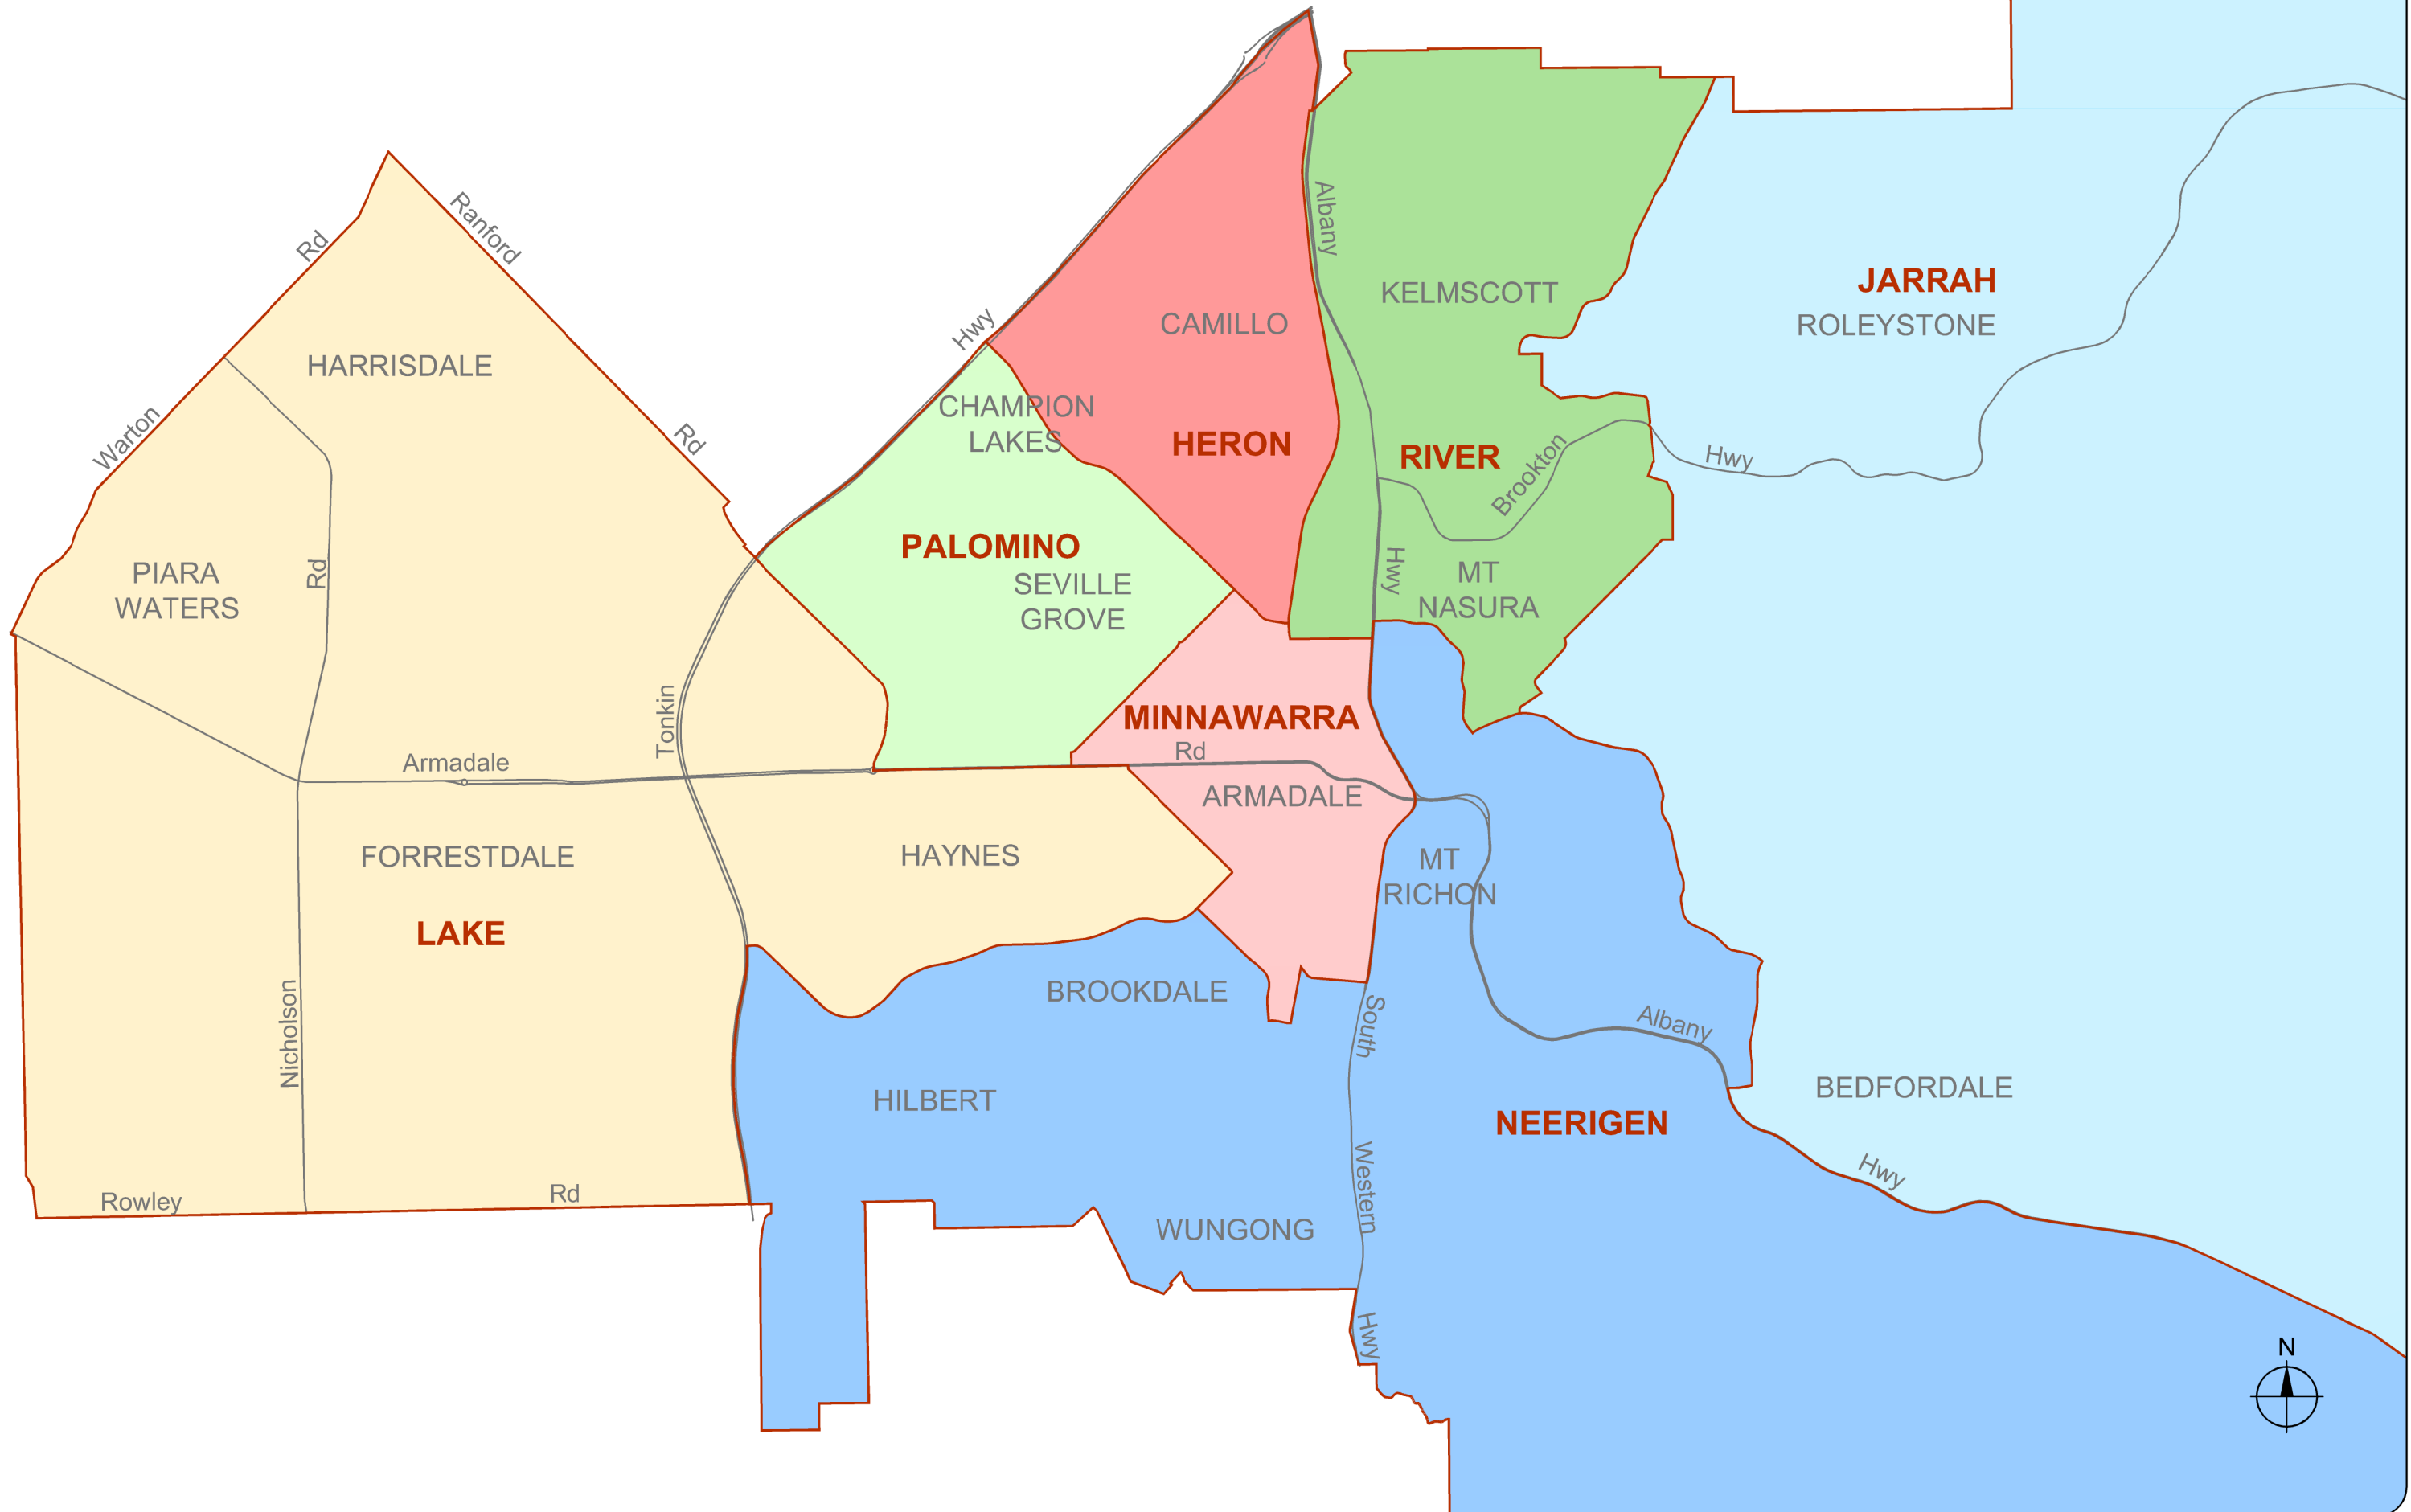 Ranford
Rd
Albany
JARRAH
KELMSCOTT
Hwy
CAMILLO
ROLEYSTONE
HARRISDALE
CHAMPION
LAKES
Warton
Rd
HERON
RIVER
Brookton
Hwy
PALOMINO
PIARA
WATERS
Rd
SEVILLE
GROVE
Hwy
MT
NASURA
Tonkin
MINNAWARRA
Rd
Armadale
ARMADALE
FORRESTDALE
HAYNES
MT
RICHON
LAKE
BROOKDALE
South
Nicholson
Albany
HILBERT
BEDFORDALE
NEERIGEN
Western
Hwy
Rowley
Rd
WUNGONG
Hwy
N